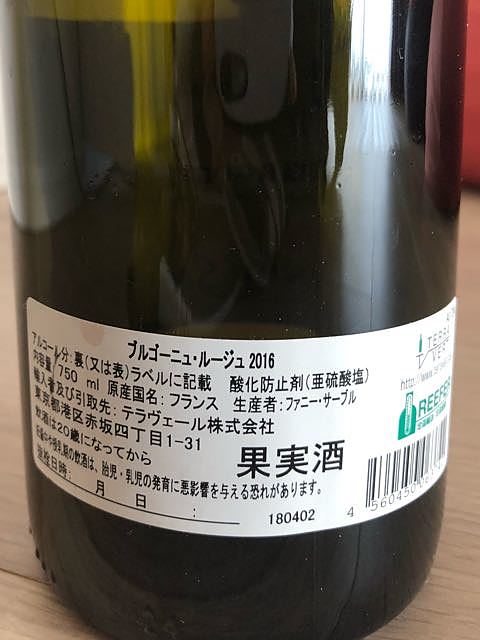 ブルゴーニュ・ルージュ 2016
アルコール分:裏(又は表)ラベルに記載 酸化防止剤(亜硫酸塩)
内容量:750 ml 原産国名:フランス 生産者:ファニー・サーブル
輸入者及び引取先:テラヴェール株式会社
東京都港区赤坂四丁目1-31
飲酒は20歳になってから
妊娠中や授乳期の飲酒は、胎児・乳児の発育に悪影響を与える恐れがあります。
果実酒
月 日 :
180402
TERRA
VERT
http://www.
REEFER
4 560450